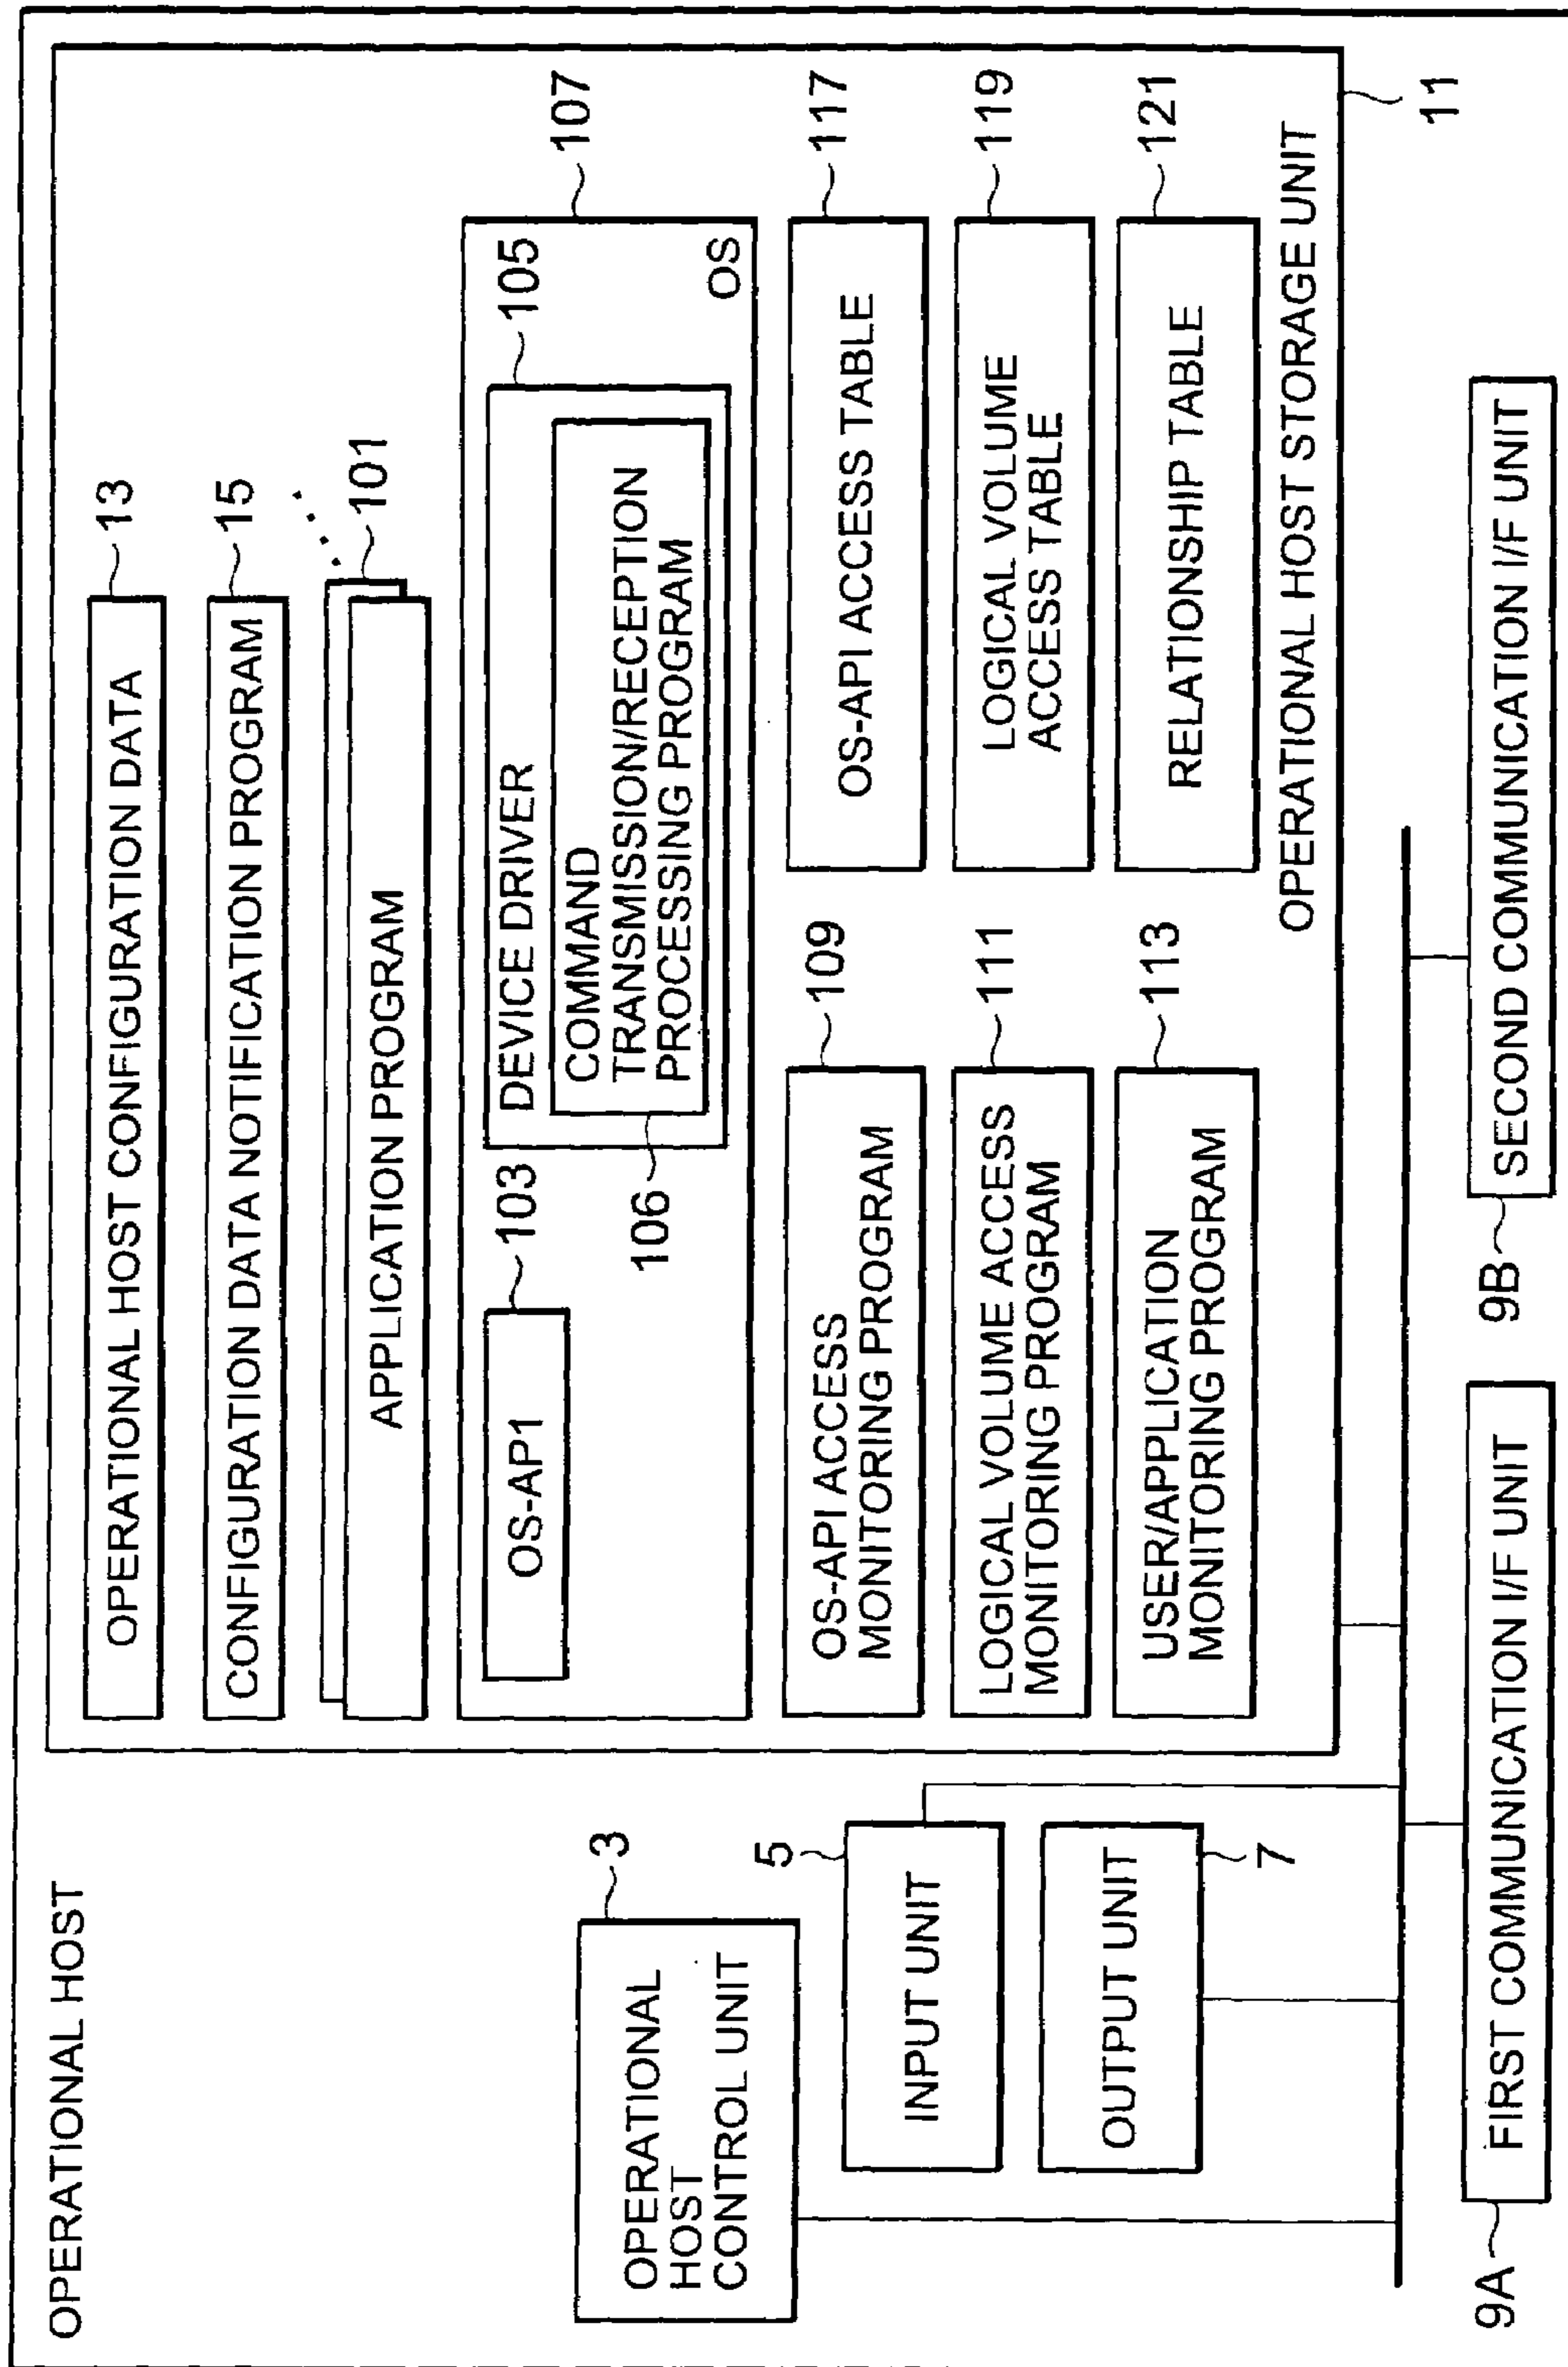 OPERATIONAL HOST
OPERATIONAL
HOST
CONTROL UNIT
3
INPUT UNIT
5
OUTPUT UNIT
7
OPERATIONAL HOST CONFIGURATION DATA
13
CONFIGURATION DATA NOTIFICATION PROGRAM
15
APPLICATION PROGRAM
101
OS-AP1
103
DEVICE DRIVER
105
COMMAND
TRANSMISSION/RECEPTION
PROCESSING PROGRAM
106
OS
107
OS-API ACCESS
MONITORING PROGRAM
109
OS-API ACCESS TABLE
117
LOGICAL VOLUME ACCESS
MONITORING PROGRAM
111
LOGICAL VOLUME
ACCESS TABLE
119
USER/APPLICATION
MONITORING PROGRAM
113
RELATIONSHIP TABLE
121
OPERATIONAL HOST STORAGE UNIT
11
9A
FIRST COMMUNICATION I/F UNIT
9B
SECOND COMMUNICATION I/F UNIT